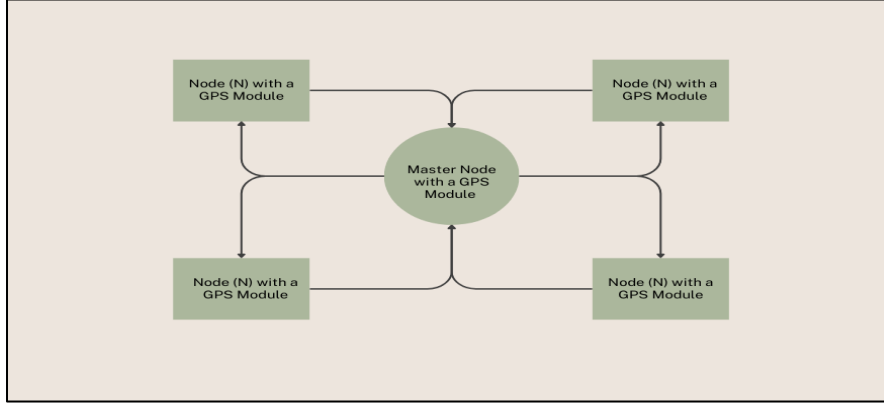 Node (N) with a
GPS Module
Node (N) with a
GPS Module
Master Node
with a GPS
Module
Node (N) with a
GPS Module
Node (N) with a
GPS Module